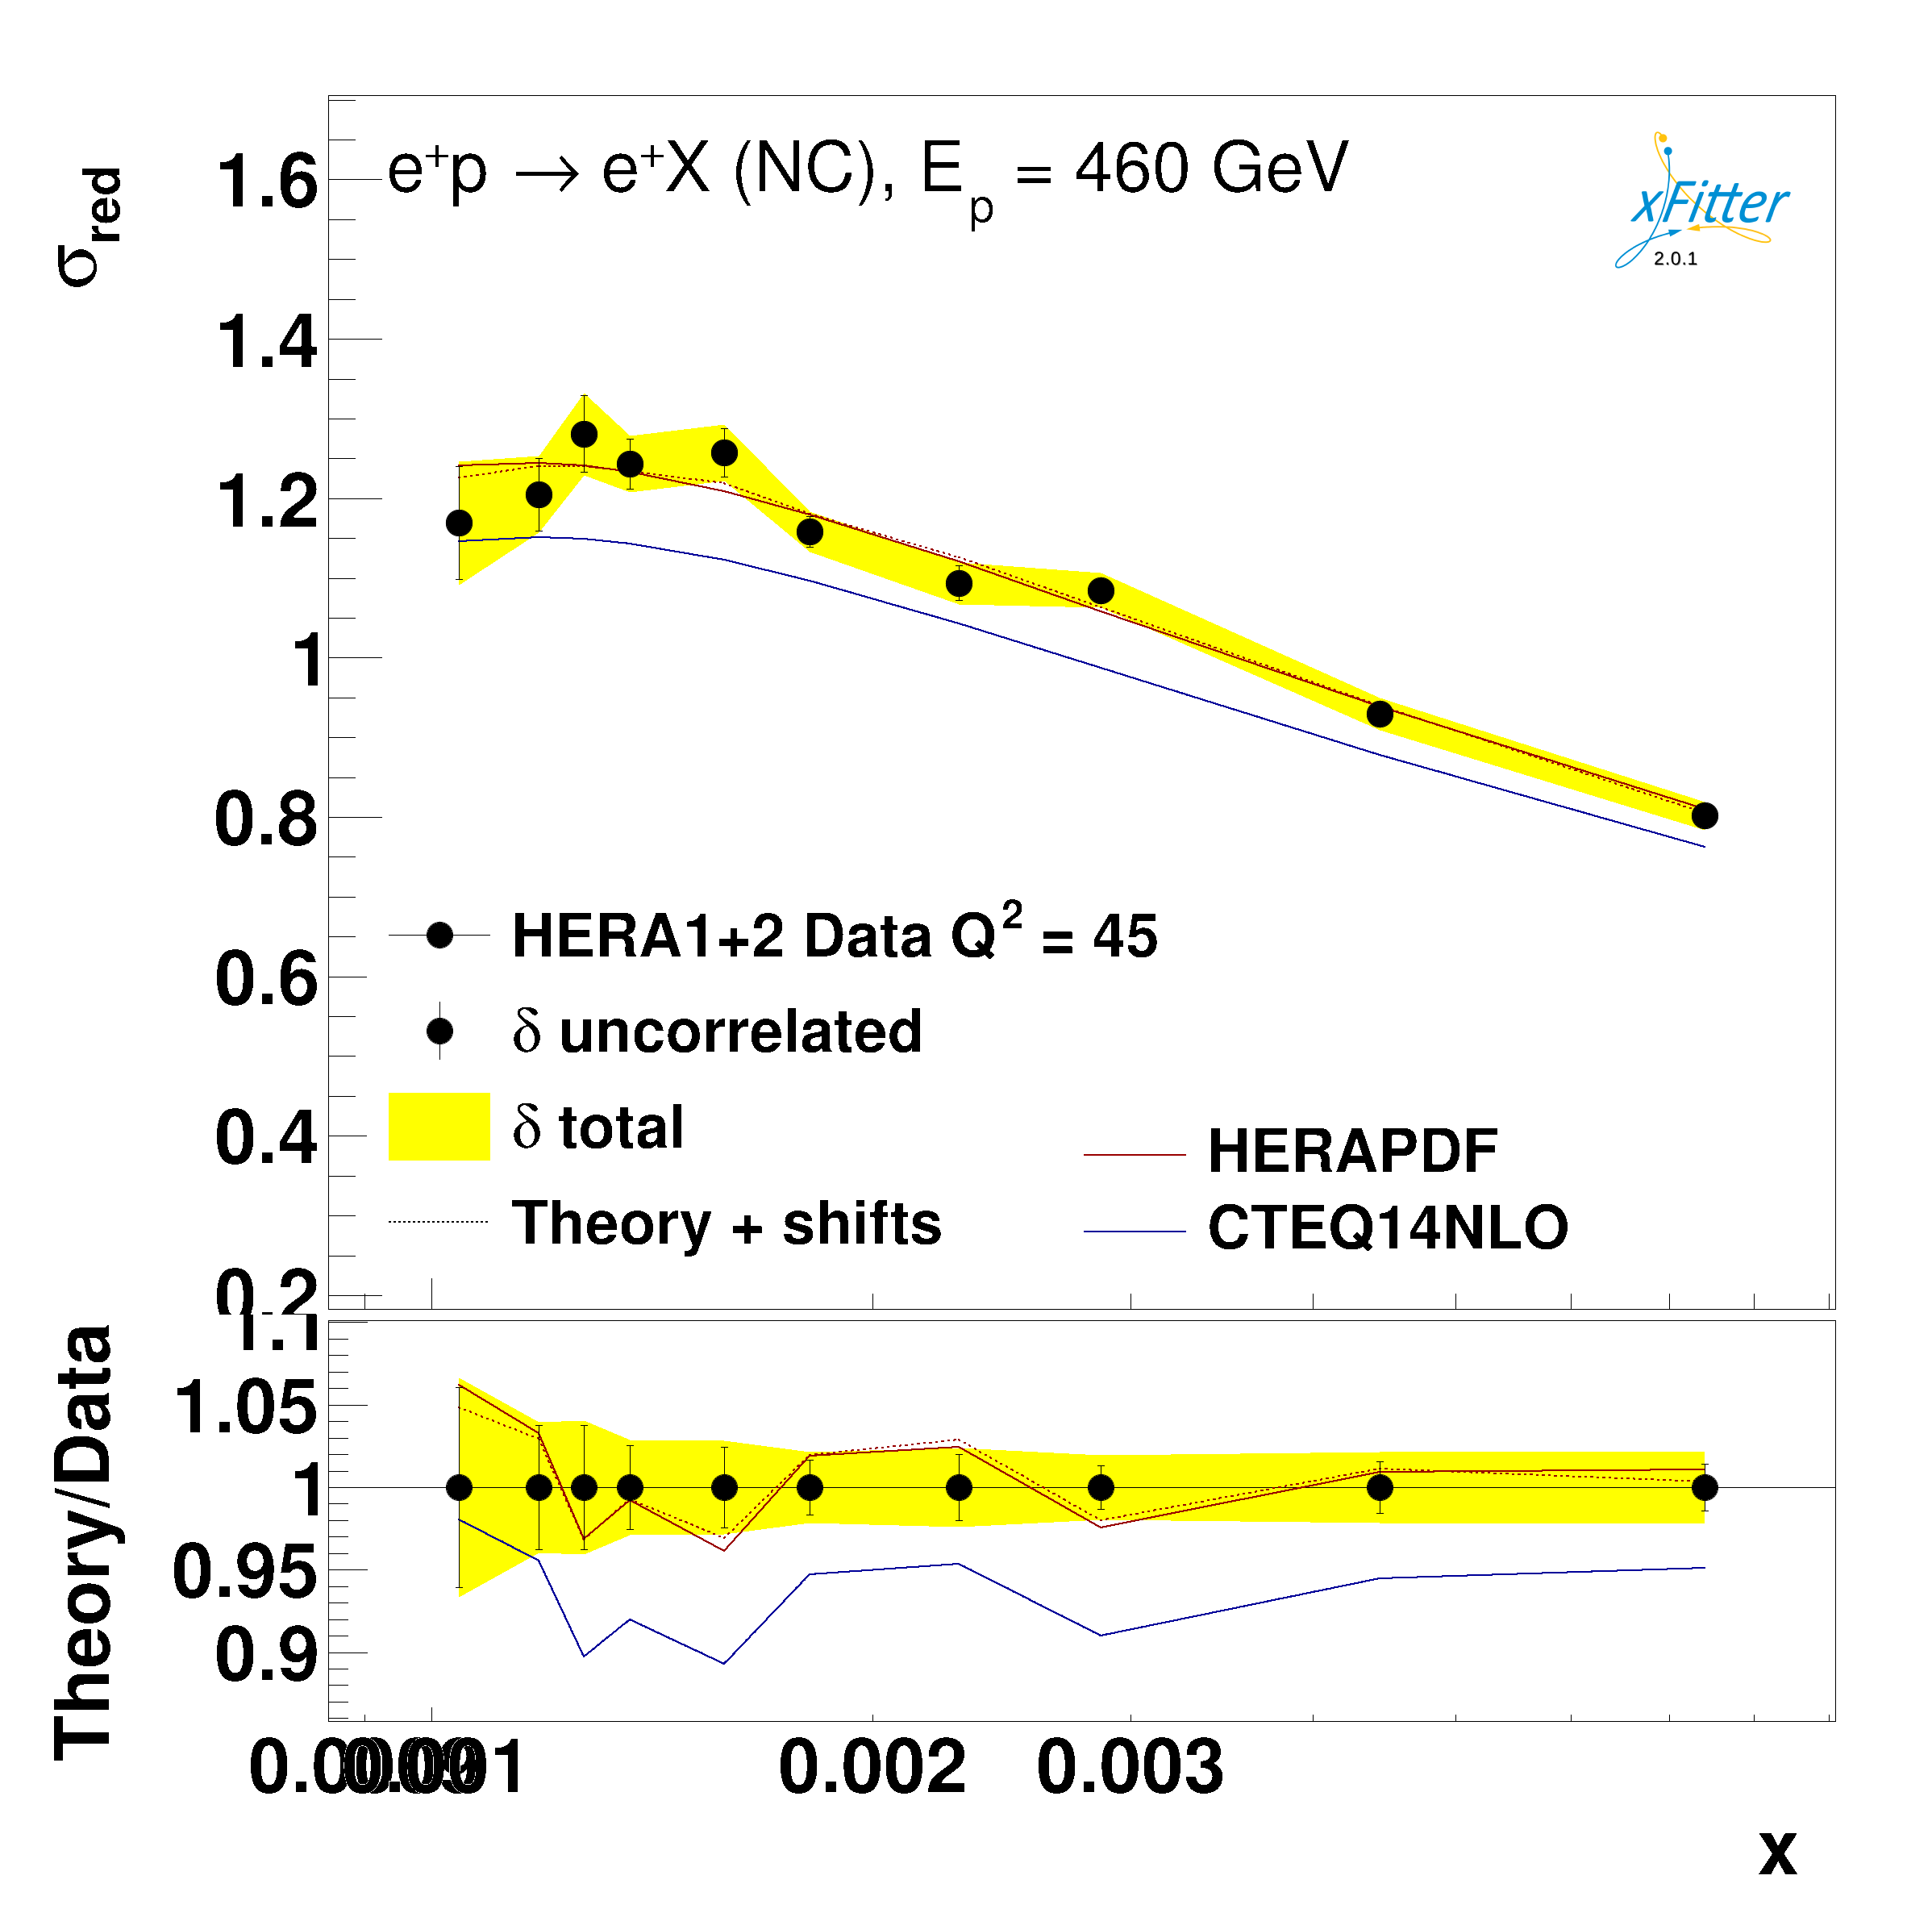 e⁺p → e⁺X (NC), Eₚ = 460 GeV
xFitter
2.0.1
σred
1.6
1.4
1.2
1
0.8
0.6
0.4
0.2
HERA1+2 Data Q² = 45
δ uncorrelated
δ total
Theory + shifts
HERAPDF
CTEQ14NLO
Theory/Data
1.1
1.05
1
0.95
0.9
0.001
0.002
0.003
x